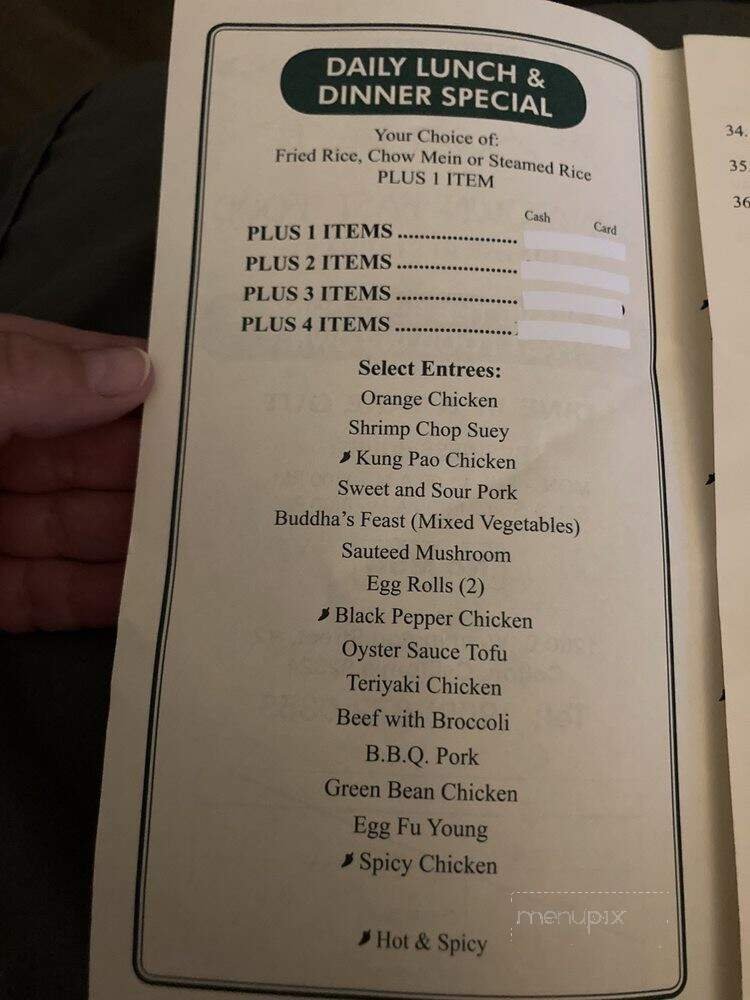 DAILY LUNCH &
DINNER SPECIAL
Your Choice of:
Fried Rice, Chow Mein or Steamed Rice
PLUS 1 ITEM
Cash Card
PLUS 1 ITEMS ......................
PLUS 2 ITEMS ......................
PLUS 3 ITEMS ......................
PLUS 4 ITEMS ......................
Select Entrees:
Orange Chicken
Shrimp Chop Suey
Kung Pao Chicken
Sweet and Sour Pork
Buddha's Feast (Mixed Vegetables)
Sauteed Mushroom
Egg Rolls (2)
Black Pepper Chicken
Oyster Sauce Tofu
Teriyaki Chicken
Beef with Broccoli
B.B.Q. Pork
Green Bean Chicken
Egg Fu Young
Spicy Chicken
Hot & Spicy
menupix
34.
35.
36